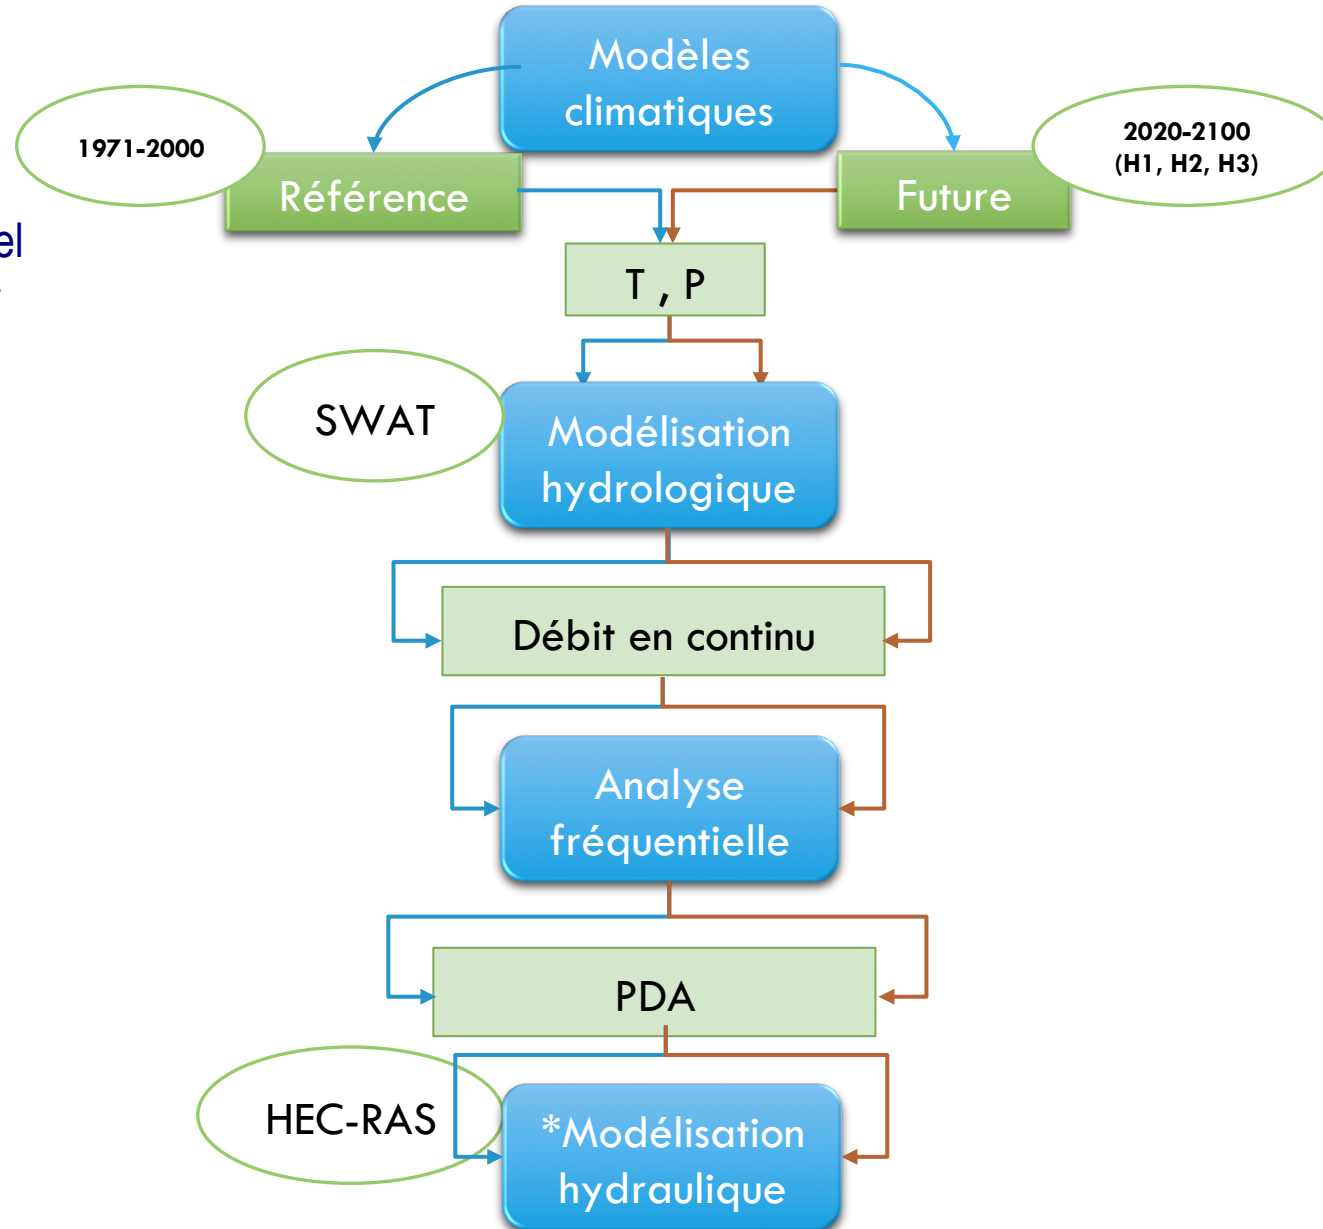 Modèles
climatiques
1971-2000
2020-2100
(H1, H2, H3)
Référence
Future
el
T , P
SWAT
Modélisation
hydrologique
Débit en continu
Analyse
fréquentielle
PDA
HEC-RAS
*Modélisation
hydraulique